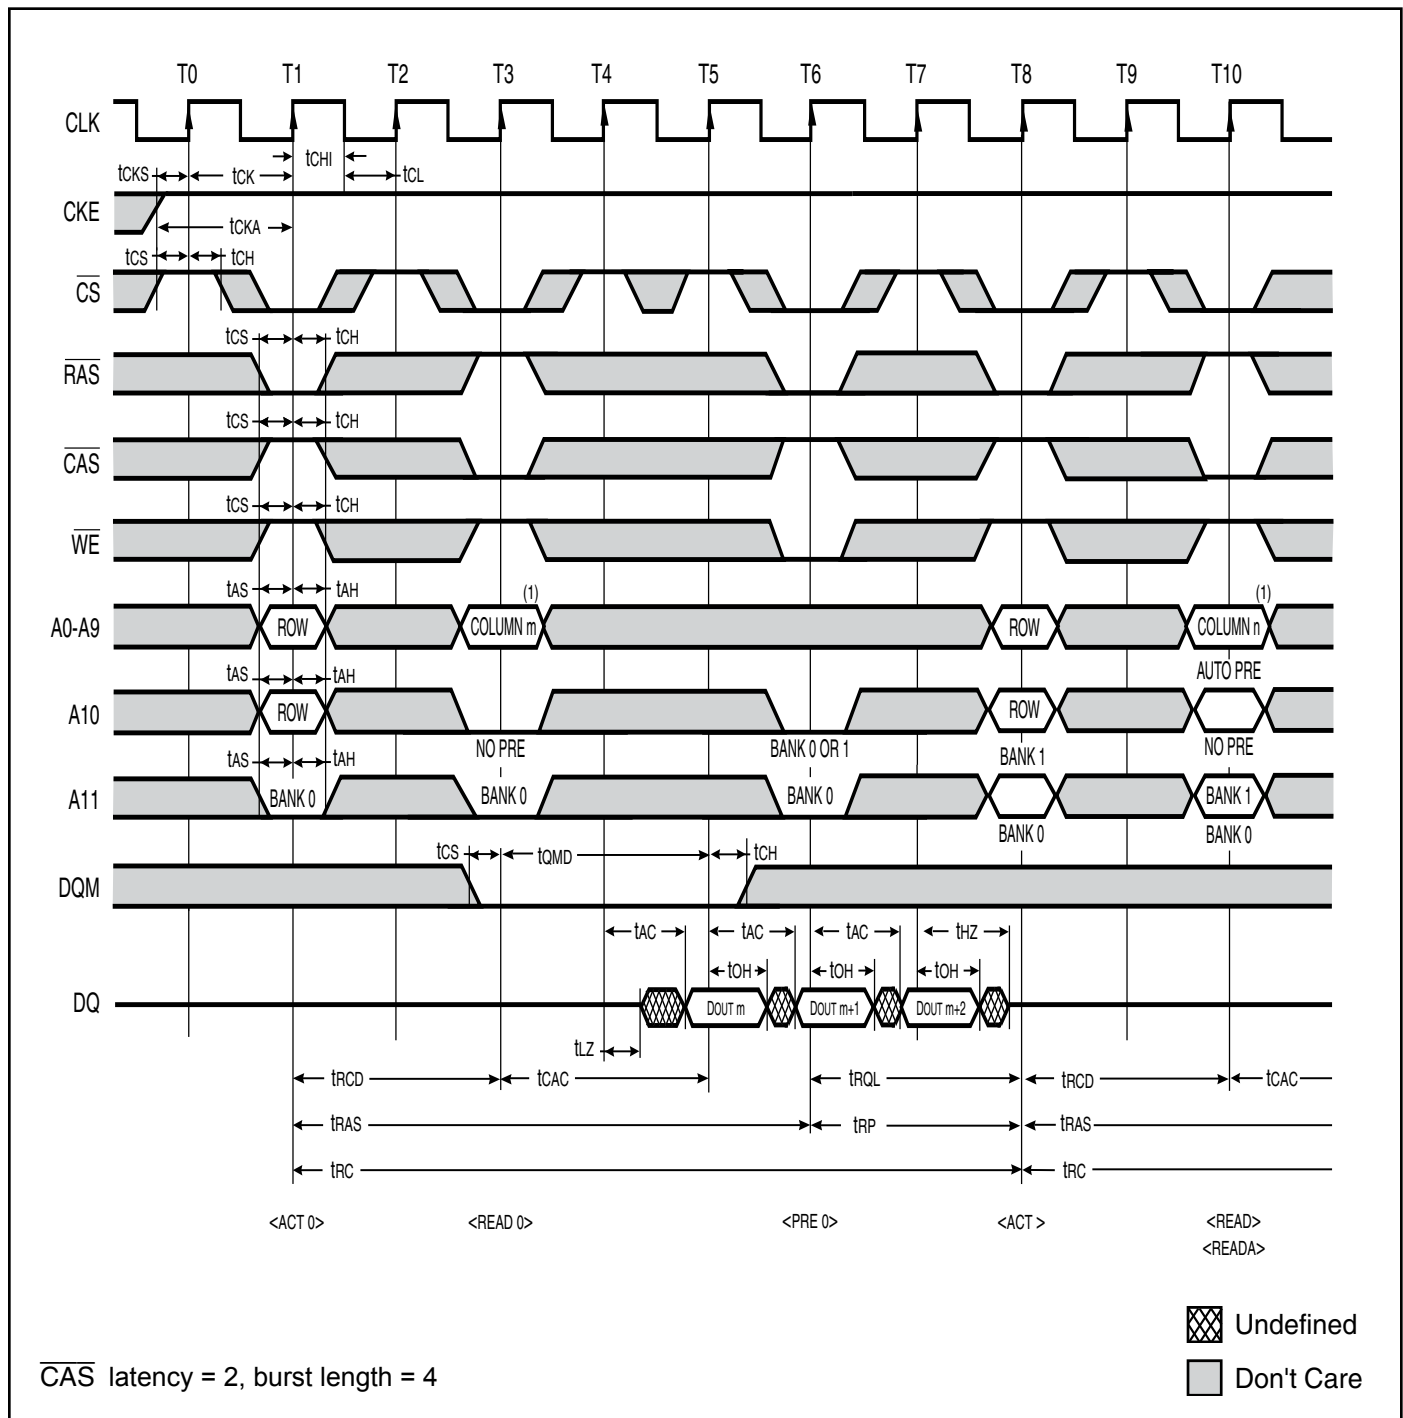 T0 T1 T2 T3 T4 T5 T6 T7 T8 T9 T10
CLK
tCHI
tCKS tCK tCL
CKE
tCKA
tCS tCH
CS
tCS tCH
RAS
tCS tCH
CAS
tCS tCH
WE
tAS tAH (1) (1)
A0-A9 ROW COLUMN m ROW COLUMN n
tAS tAH AUTO PRE
A10 ROW ROW
NO PRE BANK 0 OR 1 BANK 1 NO PRE
tAS tAH
A11 BANK 0 BANK 0 BANK 0 BANK 1
BANK 0 BANK 0
tCS tQMD tCH
DQM
tAC tAC tAC tHZ
tOH tOH tOH
DQ DOUT m DOUT m+1 DOUT m+2
tLZ
tRCD tCAC tRQL tRCD tCAC
tRAS tRP tRAS
tRC tRC
<ACT 0> <READ 0> <PRE 0> <ACT > <READ>
<READA>
Undefined
CAS latency = 2, burst length = 4
Don't Care